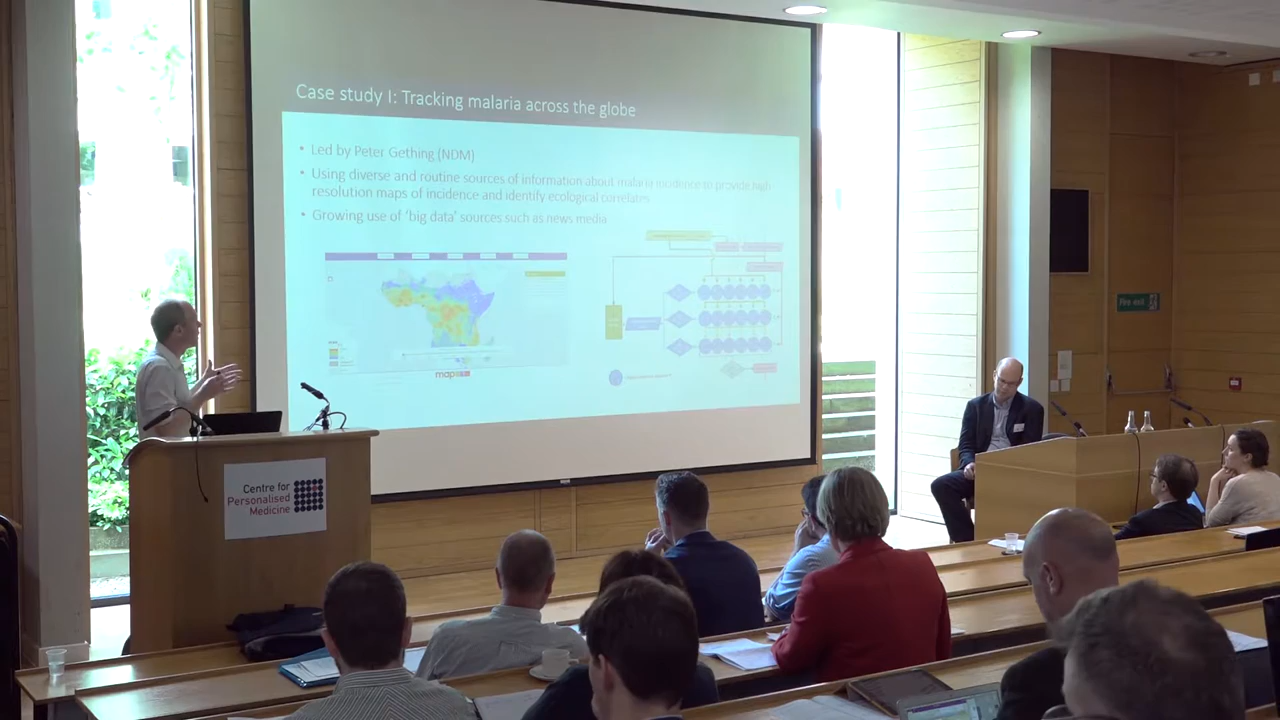 Case study I: Tracking malaria across the globe
• Led by Peter Gething (NDM)
• Using diverse and routine sources of information about malaria incidence to provide high
resolution maps of incidence and identify ecological correlates
• Growing use of 'big data' sources such as news media
map
Fire exit
Centre for
Personalised
Medicine